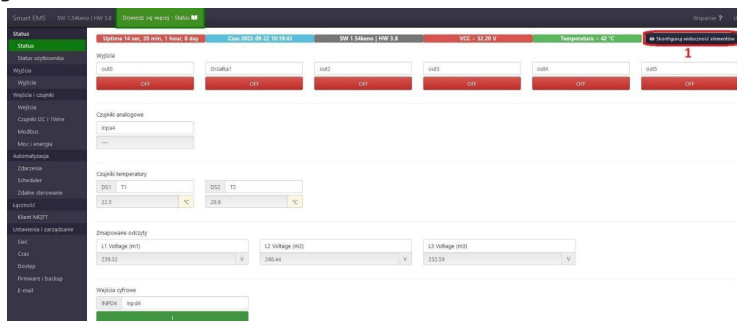 Smart EMS SW 1.54keno | HW 3.8 Dowiedz się więcej - Status Wsparcie ?
Status
Status
Status użytkownika
Wyjścia
Wyjścia
Wejścia i czujniki
Wejścia
Czujniki I2C i 1Wire
Modbus
Moc i energia
Automatyzacja
Zdarzenia
Scheduler
Zdalne sterowanie
Łączność
Klient MQTT
Ustawienia i zarządzanie
Sieć
Czas
Dostęp
Firmware i backup
E-mail
Uptime 14 sec, 20 min, 1 hour, 0 day Czas 2022-09-22 10:19:43 SW 1.54keno | HW 3.8 VCC = 52.20 V Temperatura = 42 °C Skonfiguruj widoczność elementów
1
Wyjścia
out0 Grzałka1 out2 out3 out4 out5
OFF OFF OFF OFF OFF OFF
Czujniki analogowe
inpa4
----
Czujniki temperatury
DS1 T1 DS2 T2
22.5 °C 26.9 °C
Zmapowane odczyty
L1 Voltage (m1) L2 Voltage (m2) L3 Voltage (m3)
239.32 V 240.44 V 232.59 V
Wejścia cyfrowe
INPD4 inpd4
1